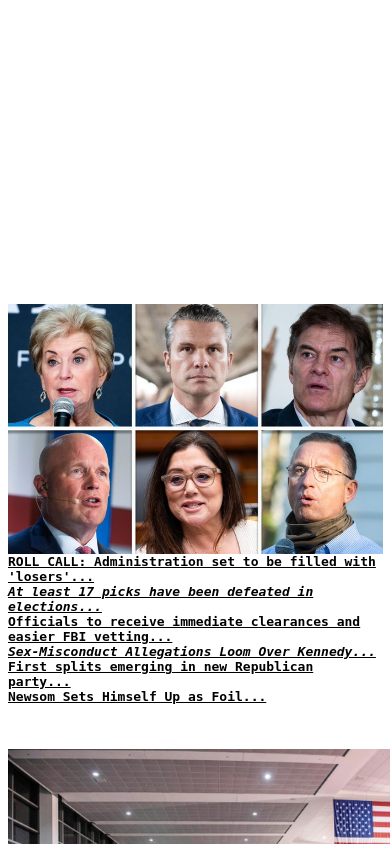 F
PO
ROLL CALL: Administration set to be filled with
'losers'...
At least 17 picks have been defeated in
elections...
Officials to receive immediate clearances and
easier FBI vetting...
Sex-Misconduct Allegations Loom Over Kennedy...
First splits emerging in new Republican
party...
Newsom Sets Himself Up as Foil...